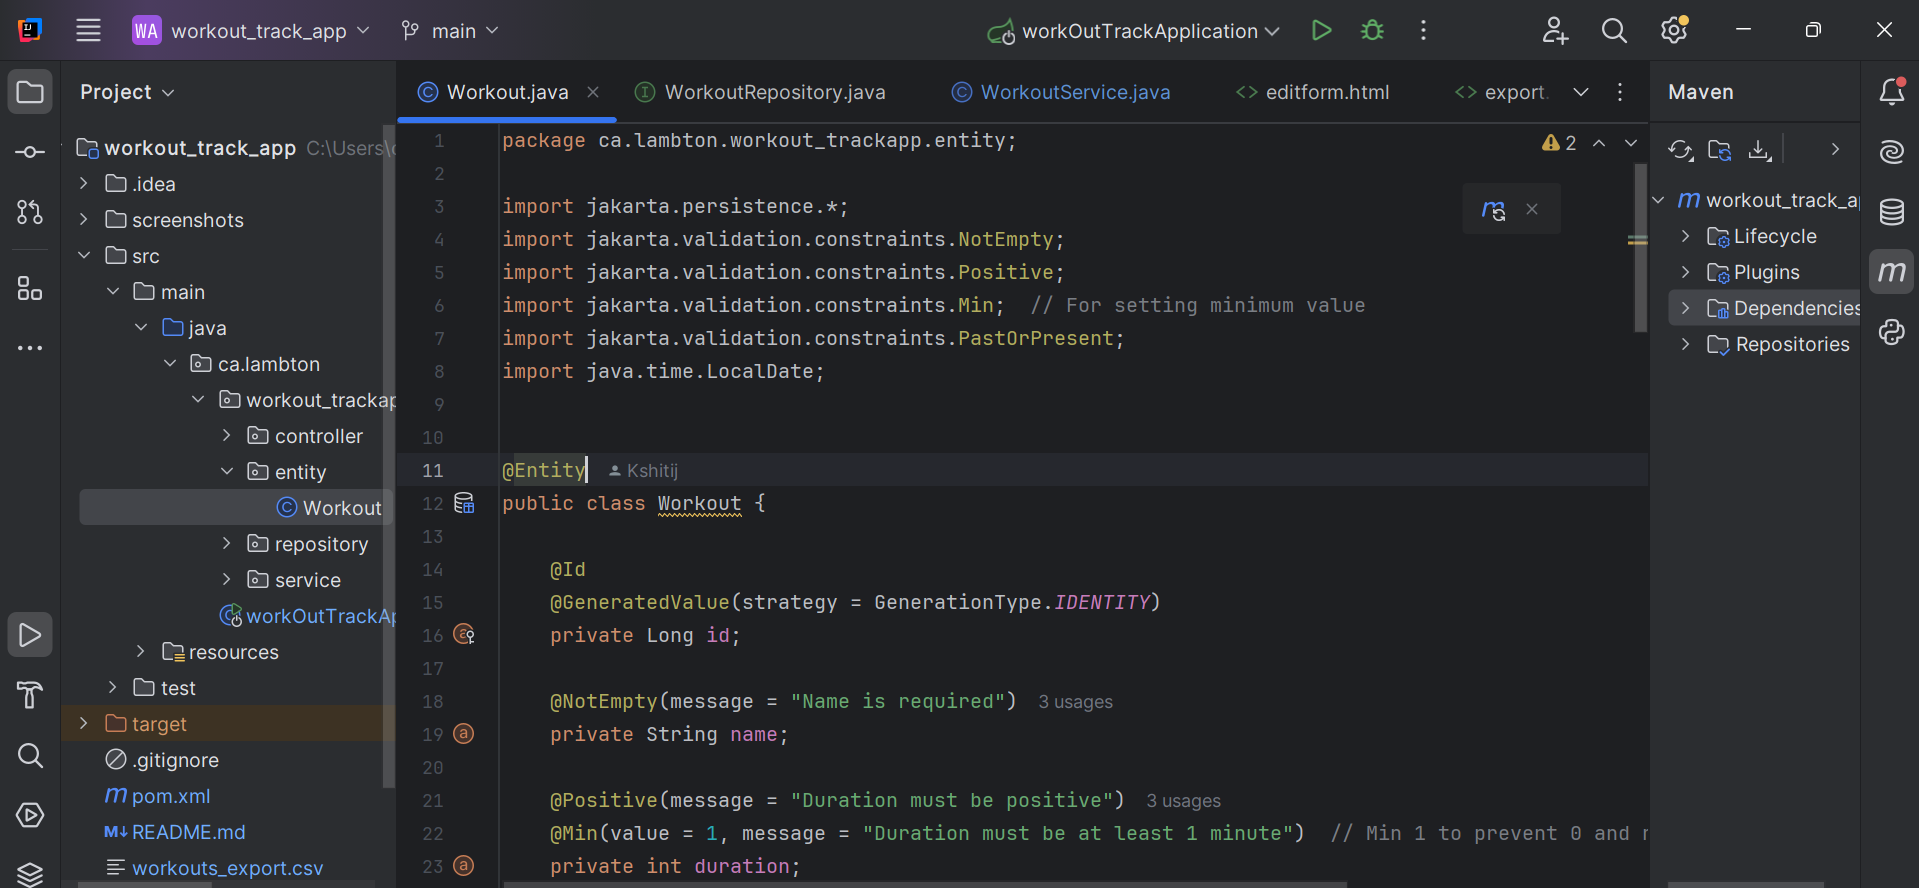 WA workout_track_app main workOutTrackApplication
Project
workout_track_app C:\Users\
.idea
screenshots
src
main
java
ca.lambton
workout_trackap
controller
entity
Workout
repository
service
workOutTrackAp
resources
test
target
.gitignore
pom.xml
README.md
workouts_export.csv
Workout.java WorkoutRepository.java WorkoutService.java editform.html export.
2
1 package ca.lambton.workout_trackapp.entity;
2
3 import jakarta.persistence.*;
4 import jakarta.validation.constraints.NotEmpty;
5 import jakarta.validation.constraints.Positive;
6 import jakarta.validation.constraints.Min;  // For setting minimum value
7 import jakarta.validation.constraints.PastOrPresent;
8 import java.time.LocalDate;
9
10
11 @Entity Kshitij
12 public class Workout {
13
14 @Id
15 @GeneratedValue(strategy = GenerationType.IDENTITY)
16 private Long id;
17
18 @NotEmpty(message = "Name is required") 3 usages
19 private String name;
20
21 @Positive(message = "Duration must be positive") 3 usages
22 @Min(value = 1, message = "Duration must be at least 1 minute")  // Min 1 to prevent 0 and
23 private int duration;
Maven
workout_track_a
Lifecycle
Plugins
Dependencies
Repositories